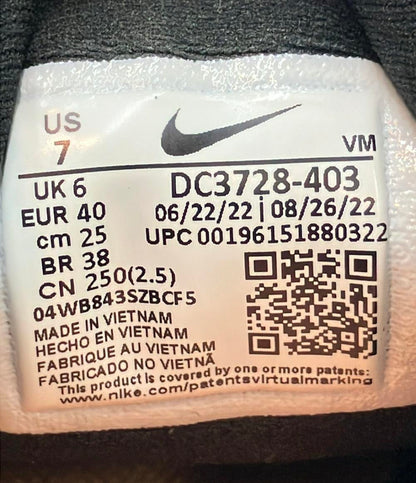 US
7
VM
UK 6
DC3728-403
EUR 40
06/22/22 | 08/26/22
cm 25
UPC 00196151880322
BR 38
CN 250(2.5)
04WB843SZBCF5
MADE IN VIETNAM
HECHO EN VIETNAM
FABRIQUE AU VIETNAM
FABRICADO NO VIETNÃ
This product is covered by one or more patents:
www.nike.com/patentsvirtualmarking